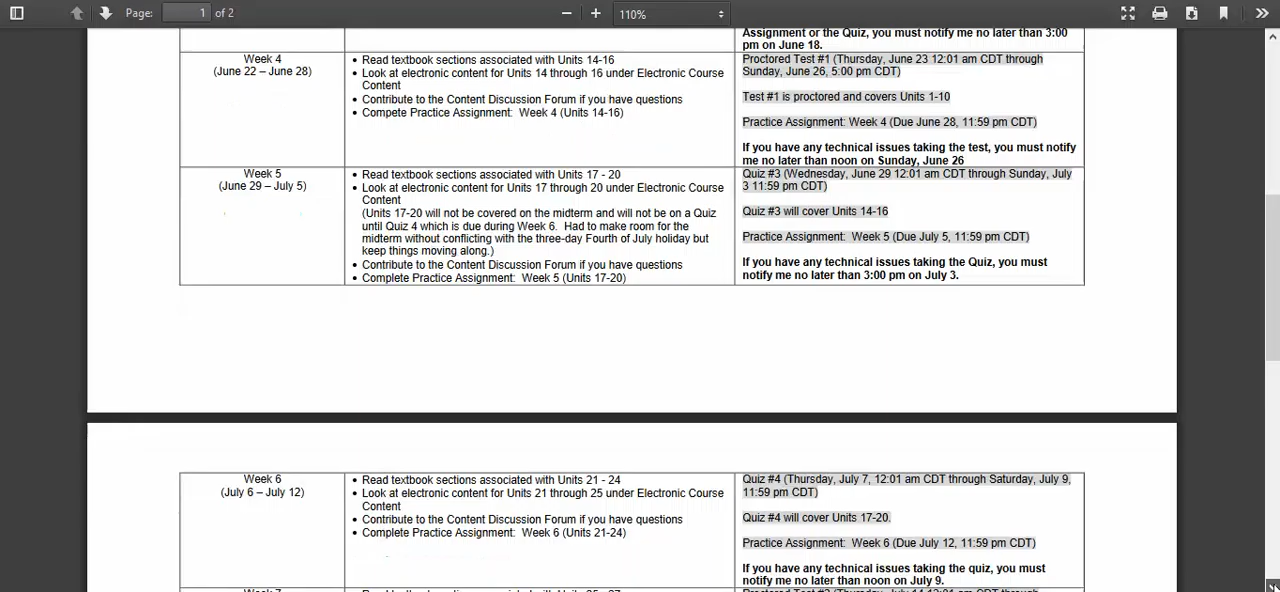 Page: 1 of 2
110%
Assignment or the Quiz, you must notify me no later than 3:00
pm on June 18.
Week 4
(June 22 – June 28)
• Read textbook sections associated with Units 14-16
• Look at electronic content for Units 14 through 16 under Electronic Course
Content
• Contribute to the Content Discussion Forum if you have questions
• Compete Practice Assignment: Week 4 (Units 14-16)
Proctored Test #1 (Thursday, June 23 12:01 am CDT through
Sunday, June 26, 5:00 pm CDT)
Test #1 is proctored and covers Units 1-10
Practice Assignment: Week 4 (Due June 28, 11:59 pm CDT)
If you have any technical issues taking the test, you must notify
me no later than noon on Sunday, June 26
Week 5
(June 29 – July 5)
• Read textbook sections associated with Units 17 - 20
• Look at electronic content for Units 17 through 20 under Electronic Course
Content
(Units 17-20 will not be covered on the midterm and will not be on a Quiz
until Quiz 4 which is due during Week 6. Had to make room for the
midterm without conflicting with the three-day Fourth of July holiday but
keep things moving along.)
• Contribute to the Content Discussion Forum if you have questions
• Complete Practice Assignment: Week 5 (Units 17-20)
Quiz #3 (Wednesday, June 29 12:01 am CDT through Sunday, July
3 11:59 pm CDT)
Quiz #3 will cover Units 14-16
Practice Assignment: Week 5 (Due July 5, 11:59 pm CDT)
If you have any technical issues taking the Quiz, you must
notify me no later than 3:00 pm on July 3.
Week 6
(July 6 – July 12)
• Read textbook sections associated with Units 21 - 24
• Look at electronic content for Units 21 through 25 under Electronic Course
Content
• Contribute to the Content Discussion Forum if you have questions
• Complete Practice Assignment: Week 6 (Units 21-24)
Quiz #4 (Thursday, July 7, 12:01 am CDT through Saturday, July 9,
11:59 pm CDT)
Quiz #4 will cover Units 17-20.
Practice Assignment: Week 6 (Due July 12, 11:59 pm CDT)
If you have any technical issues taking the quiz, you must
notify me no later than noon on July 9.